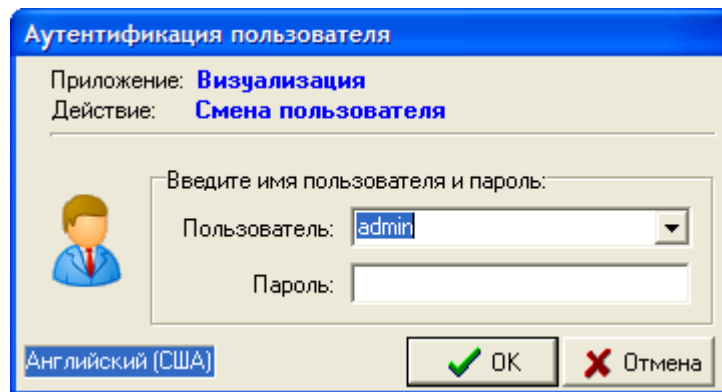 Аутентификация пользователя
Приложение: Визуализация
Действие: Смена пользователя
Введите имя пользователя и пароль:
Пользователь: admin
Пароль:
Английский (США)
OK
Отмена